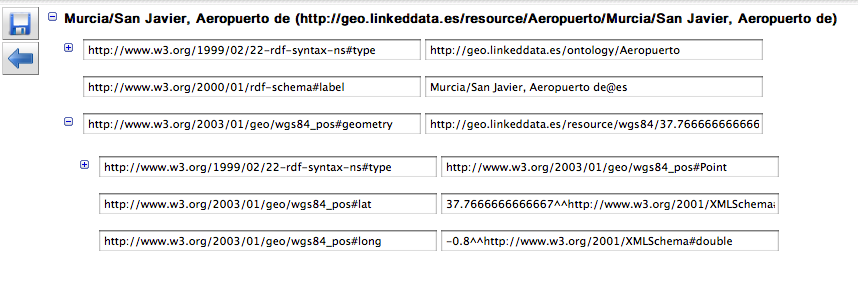 Murcia/San Javier, Aeropuerto de (http://geo.linkeddata.es/resource/Aeropuerto/Murcia/San Javier, Aeropuerto de)
http://www.w3.org/1999/02/22-rdf-syntax-ns#type http://geo.linkeddata.es/ontology/Aeropuerto
http://www.w3.org/2000/01/rdf-schema#label Murcia/San Javier, Aeropuerto de@es
http://www.w3.org/2003/01/geo/wgs84_pos#geometry http://geo.linkeddata.es/resource/wgs84/37.766666666666
http://www.w3.org/1999/02/22-rdf-syntax-ns#type http://www.w3.org/2003/01/geo/wgs84_pos#Point
http://www.w3.org/2003/01/geo/wgs84_pos#lat 37.7666666666667^^http://www.w3.org/2001/XMLSchema#
http://www.w3.org/2003/01/geo/wgs84_pos#long -0.8^^http://www.w3.org/2001/XMLSchema#double